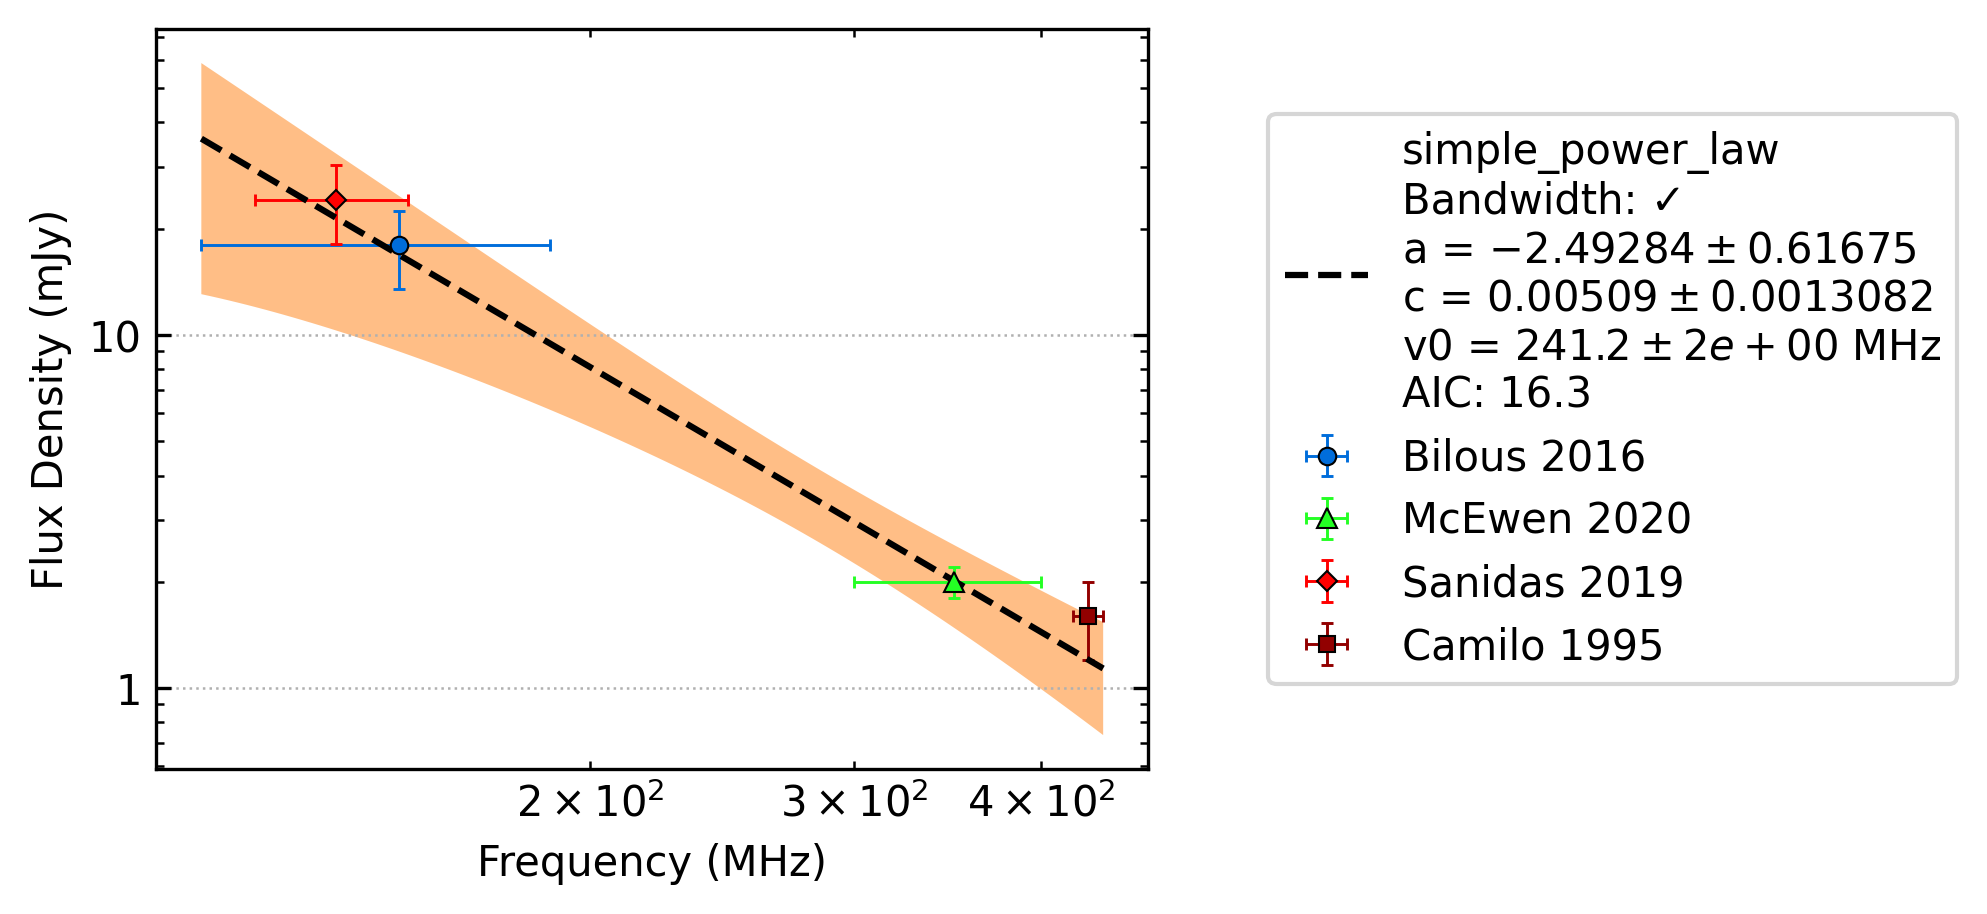 10
1
2 × 10²
3 × 10²
4 × 10²
Frequency (MHz)
Flux Density (mJy)
simple_power_law
Bandwidth: ✓
a = −2.49284 ± 0.61675
c = 0.00509 ± 0.0013082
v0 = 241.2 ± 2e + 00 MHz
AIC: 16.3
Bilous 2016
McEwen 2020
Sanidas 2019
Camilo 1995